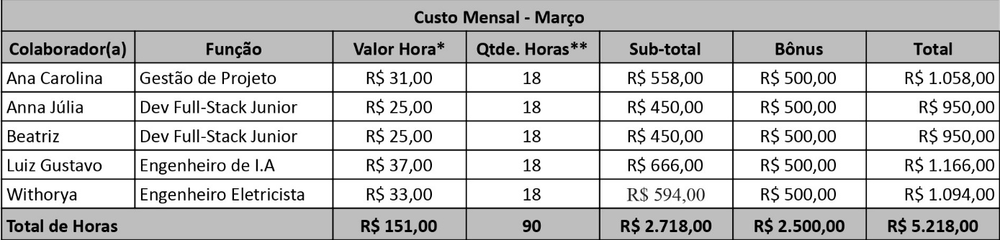 Custo Mensal - Março
Colaborador(a) Função Valor Hora* Qtde. Horas** Sub-total Bônus Total
Ana Carolina Gestão de Projeto R$ 31,00 18 R$ 558,00 R$ 500,00 R$ 1.058,00
Anna Júlia Dev Full-Stack Junior R$ 25,00 18 R$ 450,00 R$ 500,00 R$ 950,00
Beatriz Dev Full-Stack Junior R$ 25,00 18 R$ 450,00 R$ 500,00 R$ 950,00
Luiz Gustavo Engenheiro de I.A R$ 37,00 18 R$ 666,00 R$ 500,00 R$ 1.166,00
Withorya Engenheiro Eletricista R$ 33,00 18 R$ 594,00 R$ 500,00 R$ 1.094,00
Total de Horas R$ 151,00 90 R$ 2.718,00 R$ 2.500,00 R$ 5.218,00